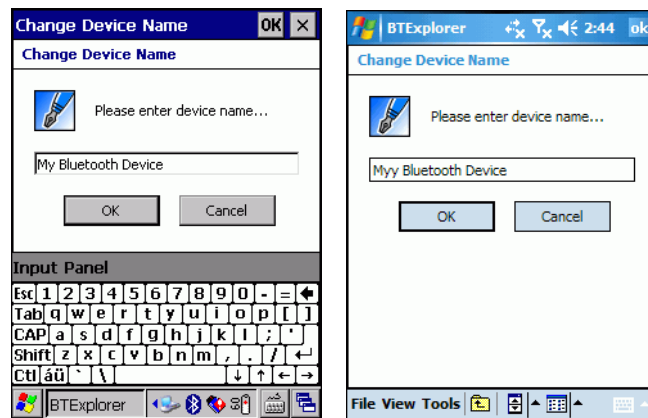 Change Device Name OK
Change Device Name
Please enter device name...
My Bluetooth Device
OK Cancel
Input Panel
Esc 1 2 3 4 5 6 7 8 9 0 - =
Tab q w e r t y u i o p [ ]
CAP a s d f g h j k l ; '
Shift z x c v b n m , . /
Ctl áü ` \
BTExplorer
BTExplorer 2:44 ok
Change Device Name
Please enter device name...
Myy Bluetooth Device
OK Cancel
File View Tools